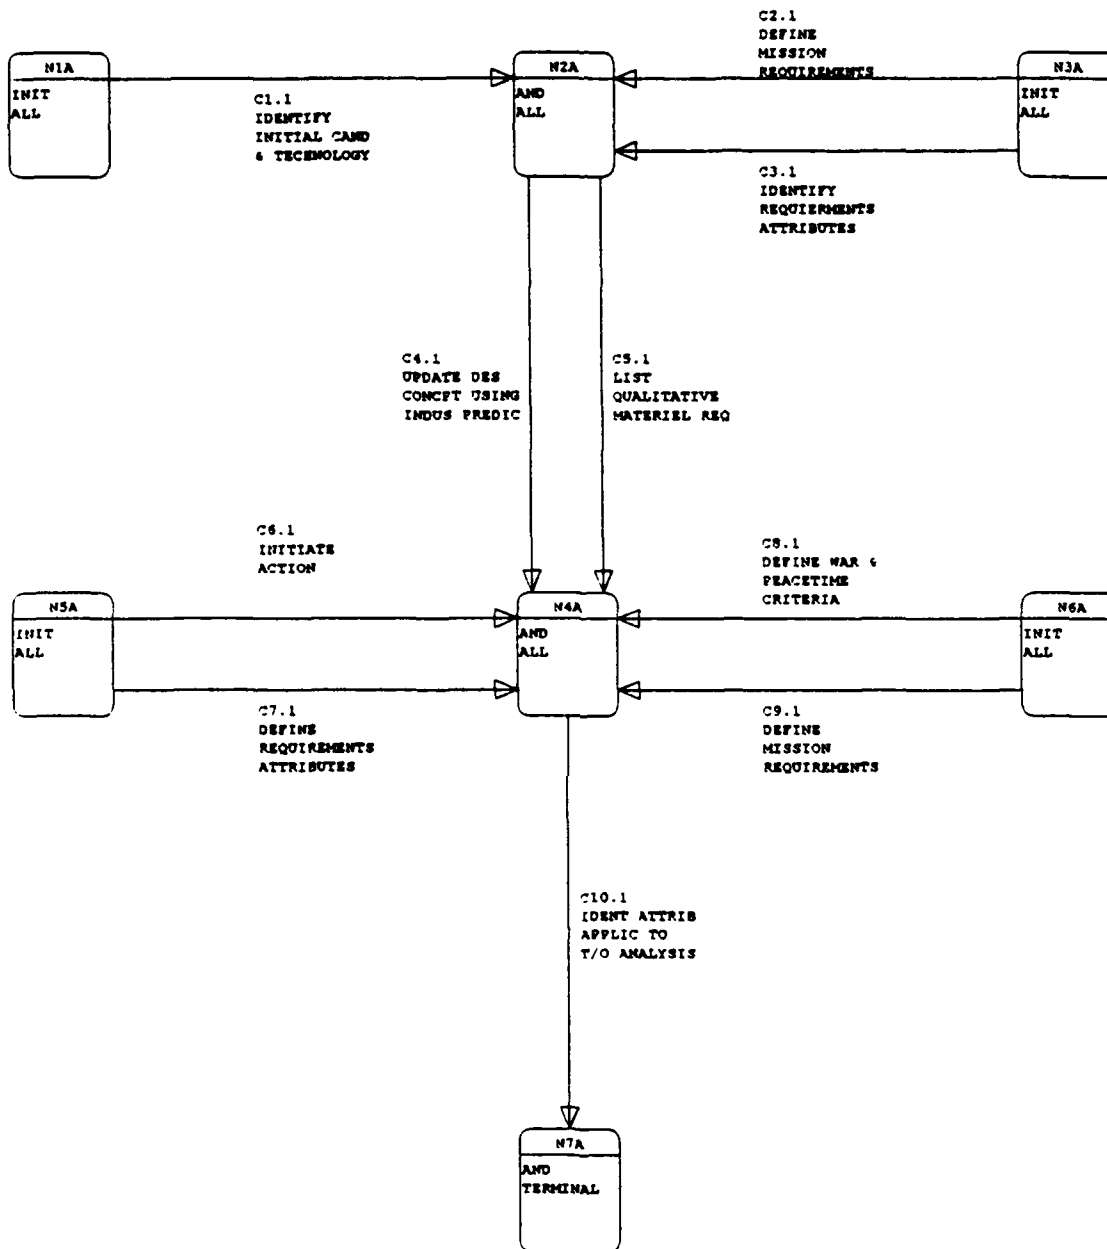 C2.1
DEFINE
MISSION
REQUIREMENTS
N1A
INIT
ALL
N2A
AND
ALL
N3A
INIT
ALL
C1.1
IDENTIFY
INITIAL CAND
& TECHNOLOGY
C3.1
IDENTIFY
REQUIERMENTS
ATTRIBUTES
C4.1
UPDATE DES
CONCPT USING
INDUS PREDIC
C5.1
LIST
QUALITATIVE
MATERIEL REQ
C6.1
INITIATE
ACTION
C8.1
DEFINE WAR &
PEACETIME
CRITERIA
N5A
INIT
ALL
N4A
AND
ALL
N6A
INIT
ALL
C7.1
DEFINE
REQUIREMENTS
ATTRIBUTES
C9.1
DEFINE
MISSION
REQUIREMENTS
C10.1
IDENT ATTRIB
APPLIC TO
T/O ANALYSIS
N7A
AND
TERMINAL